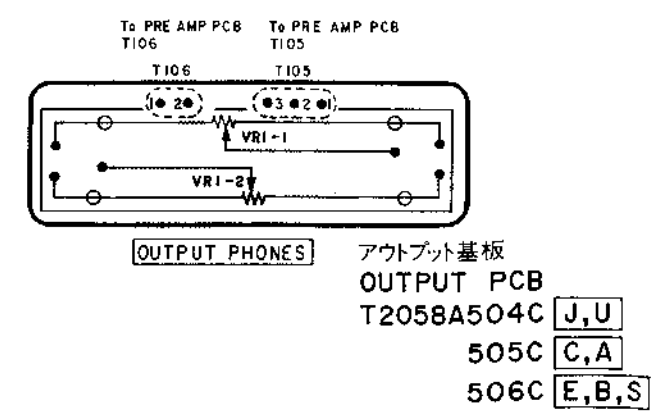 To PRE AMP PCB
T106
To PRE AMP PCB
T105
T106
T105
1 2
3 2 1
VR1-1
VR1-2
OUTPUT PHONES
アウトプット基板
OUTPUT PCB
T2058A504C J,U
505C C,A
506C E,B,S